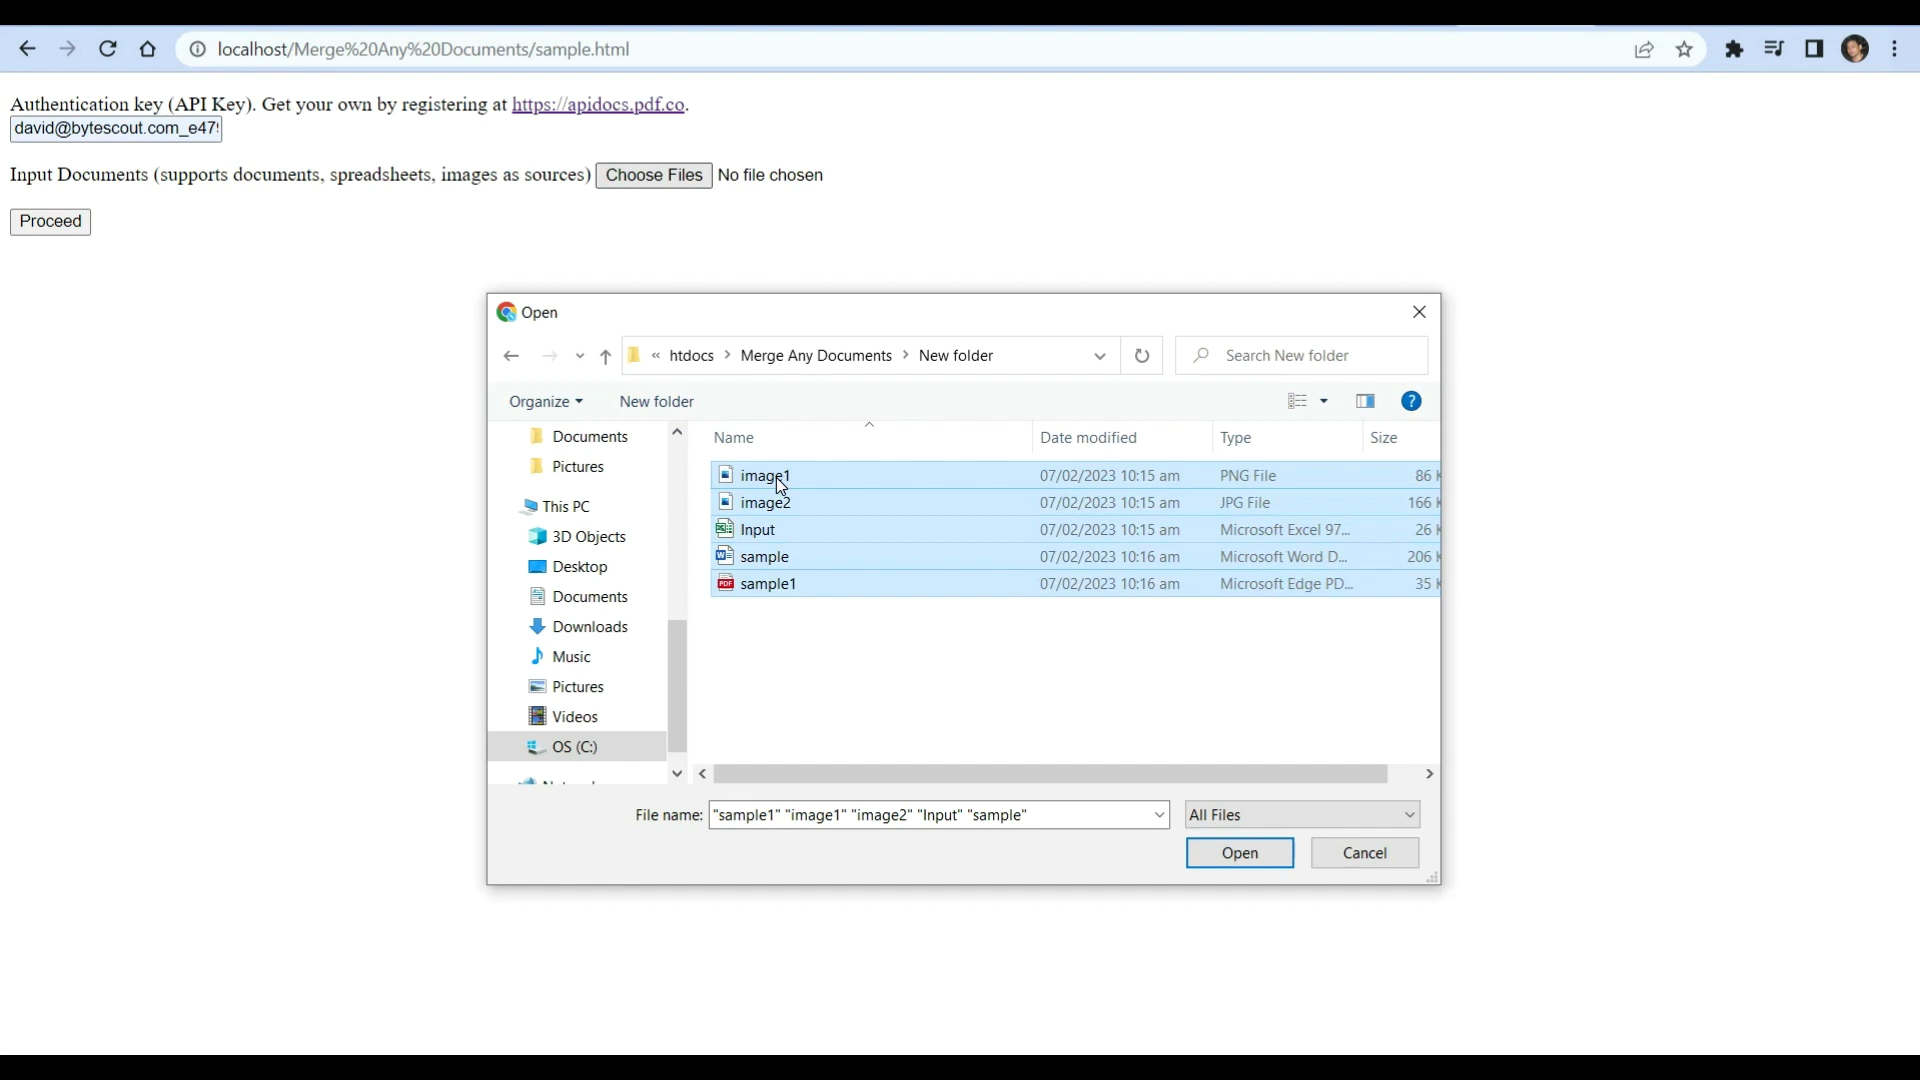 localhost/Merge%20Any%20Documents/sample.html
Authentication key (API Key). Get your own by registering at https://apidocs.pdf.co.
david@bytescout.com_e47
Input Documents (supports documents, spreadsheets, images as sources) Choose Files No file chosen
Proceed
Open
« htdocs > Merge Any Documents > New folder
Search New folder
Organize
New folder
Documents
Pictures
This PC
3D Objects
Desktop
Documents
Downloads
Music
Pictures
Videos
OS (C:)
Name Date modified Type Size
image1 07/02/2023 10:15 am PNG File 86
image2 07/02/2023 10:15 am JPG File 166
Input 07/02/2023 10:15 am Microsoft Excel 97... 26
sample 07/02/2023 10:16 am Microsoft Word D... 206
PDF sample1 07/02/2023 10:16 am Microsoft Edge PD... 35
File name: "sample1" "image1" "image2" "Input" "sample"
All Files
Open
Cancel